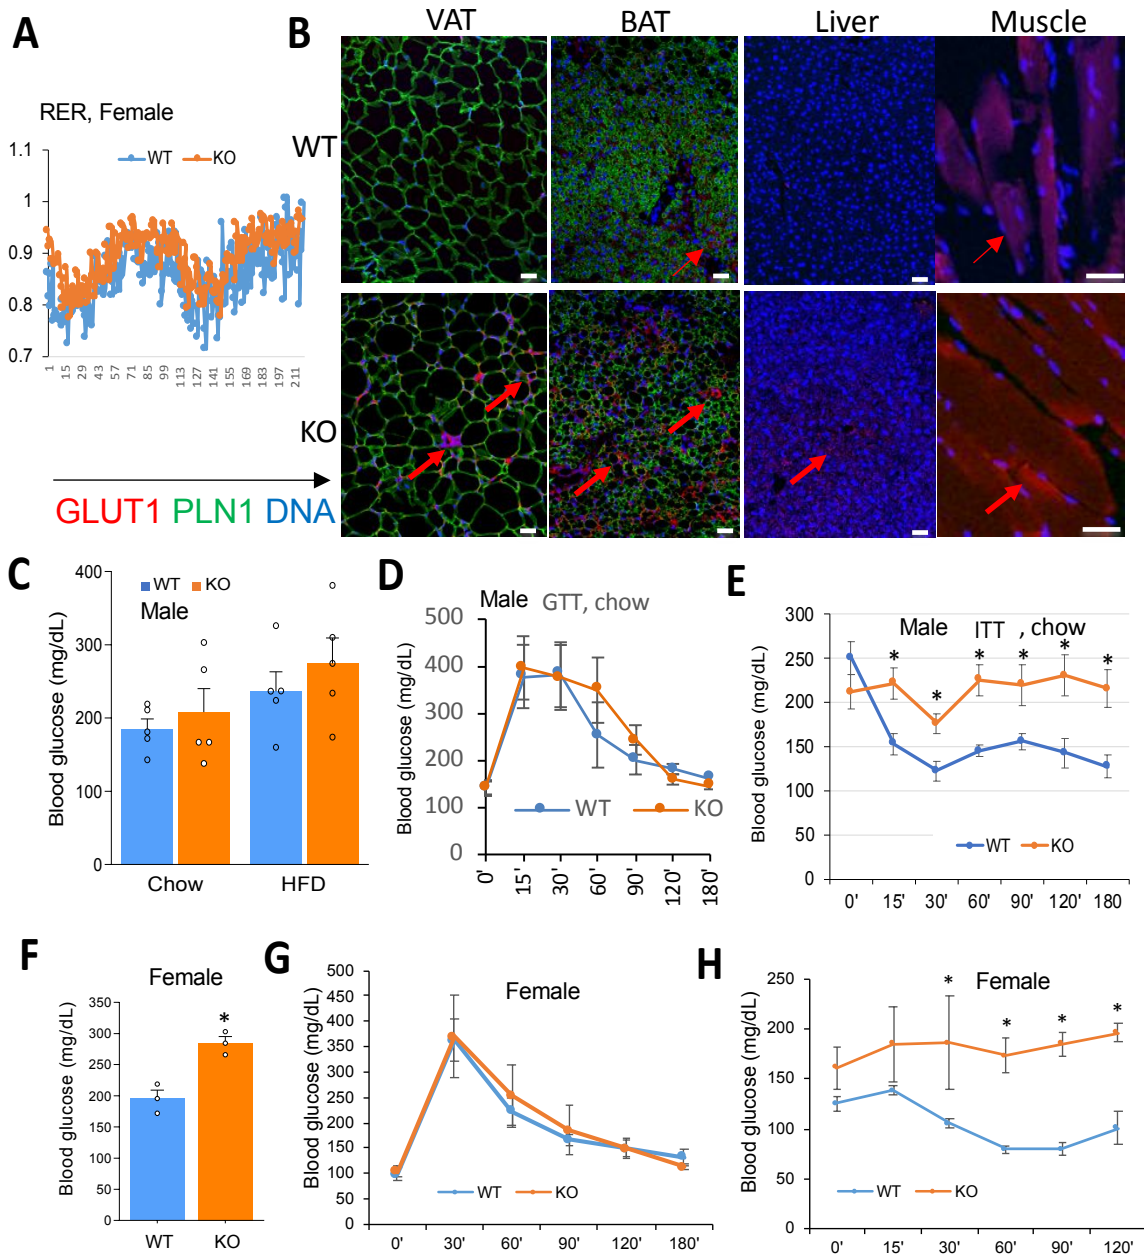 A
RER, Female
WT KO
1.1
1
0.9
0.8
0.7
1 15 29 43 57 71 85 99 113 127 141 155 169 183 197 211
B
VAT BAT Liver Muscle
WT
KO
GLUT1 PLN1 DNA
C
WT KO
Male
Blood glucose (mg/dL)
400
300
200
100
0
Chow HFD
D
Male GTT, chow
Blood glucose (mg/dL)
500
400
300
200
100
0
WT KO
0' 15' 30' 60' 90' 120' 180'
E
Male ITT , chow
Blood glucose (mg/dL)
300
250
200
150
100
50
0
* * * * * *
WT KO
0' 15' 30' 60' 90' 120' 180
F
Female
Blood glucose (mg/dL)
350
300
250
200
150
100
50
0
*
WT KO
G
Female
Blood glucose (mg/dL)
500
450
400
350
300
250
200
150
100
50
0
WT KO
0' 30' 60' 90' 120' 180'
H
Female
Blood glucose (mg/dL)
250
200
150
100
50
0
* * * *
WT KO
0' 15' 30' 60' 90' 120'